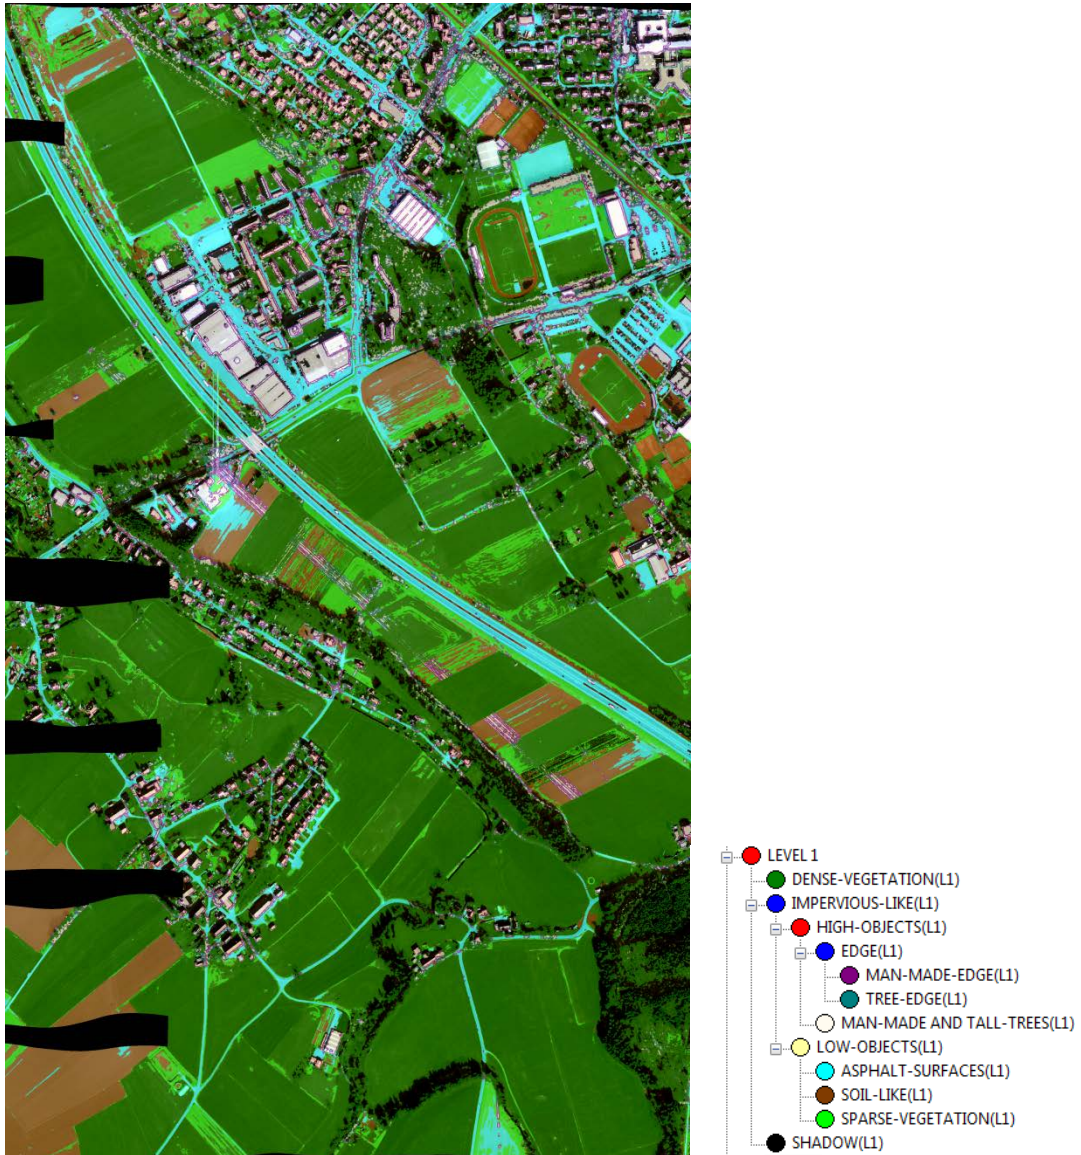 LEVEL 1
DENSE-VEGETATION(L1)
IMPERVIOUS-LIKE(L1)
HIGH-OBJECTS(L1)
EDGE(L1)
MAN-MADE-EDGE(L1)
TREE-EDGE(L1)
MAN-MADE AND TALL-TREES(L1)
LOW-OBJECTS(L1)
ASPHALT-SURFACES(L1)
SOIL-LIKE(L1)
SPARSE-VEGETATION(L1)
SHADOW(L1)